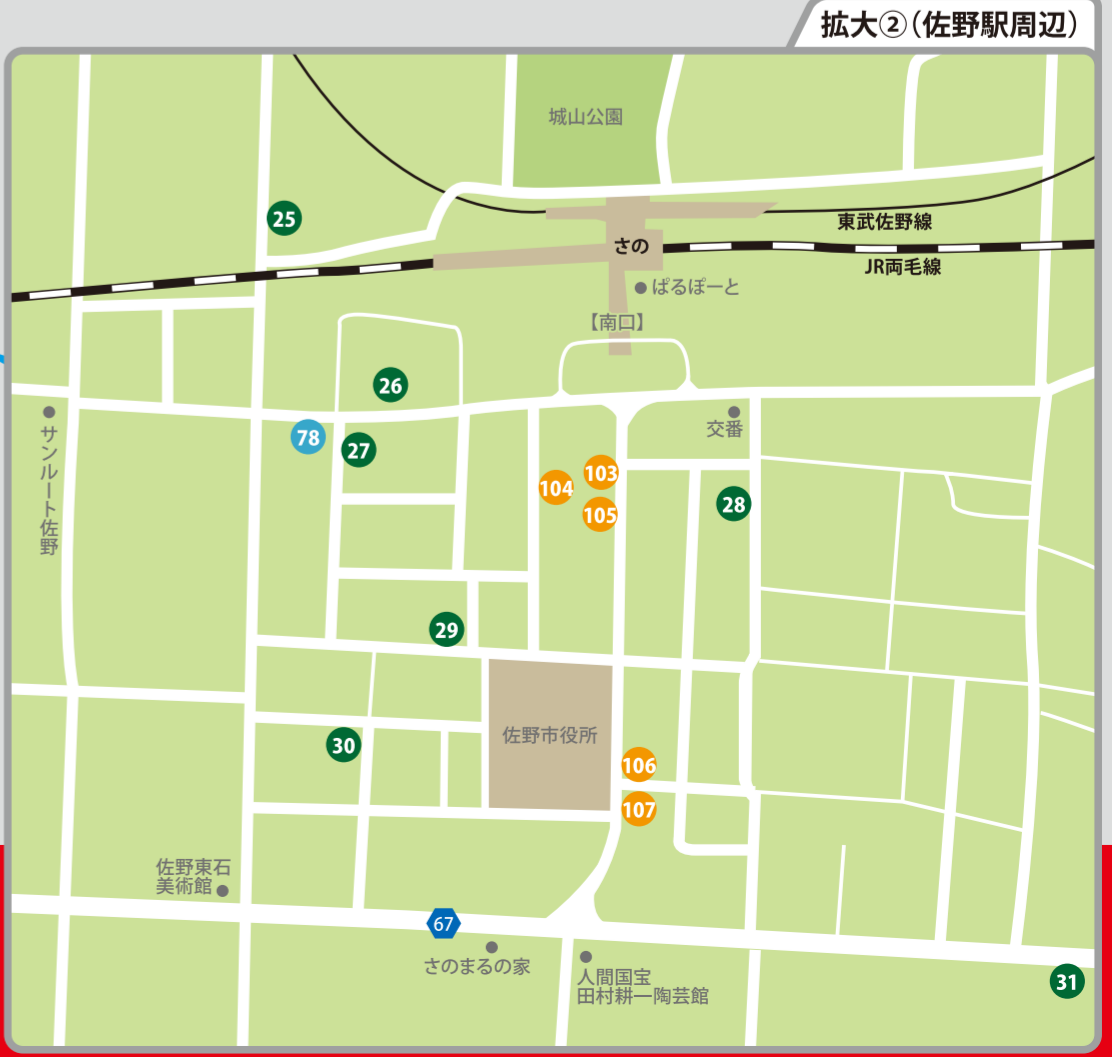 拡大②(佐野駅周辺)
城山公園
25
東武佐野線
さの
JR両毛線
ぱるぽーと
【南口】
26
サンルート佐野
78
27
交番
103
104
105
28
29
佐野市役所
30
106
107
佐野東石
美術館
67
さのまるの家
人間国宝
田村耕一陶芸館
31